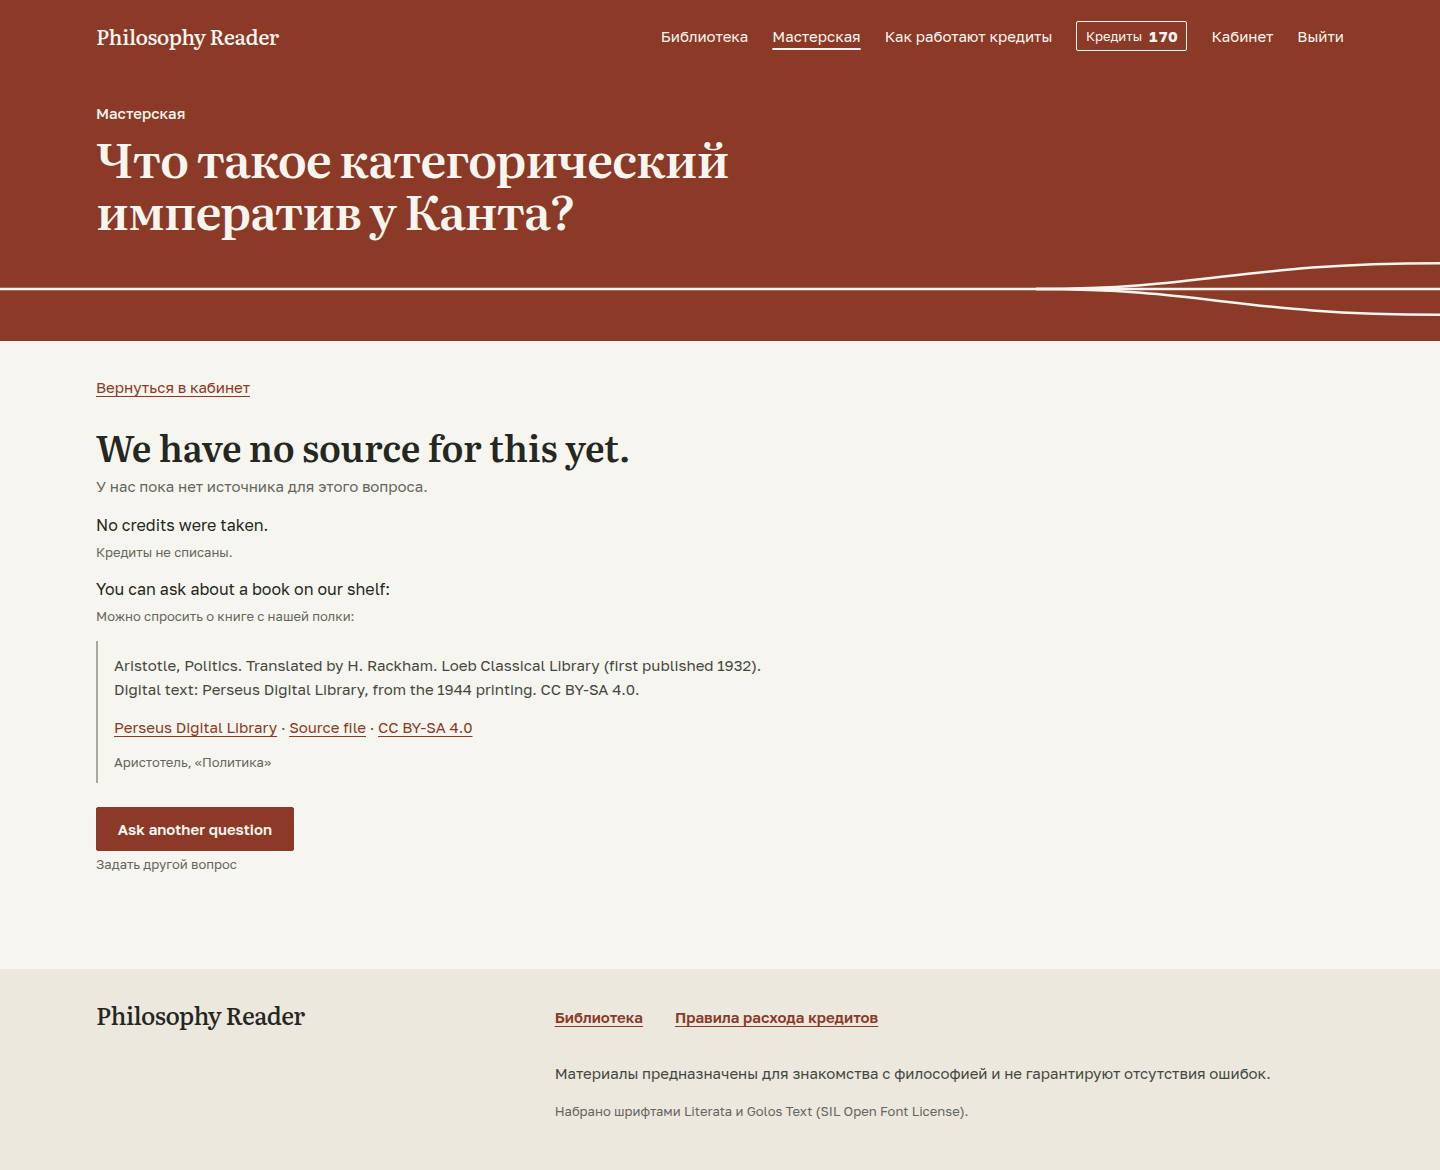 Philosophy Reader
Библиотека
Мастерская
Как работают кредиты
Кредиты 170
Кабинет
Выйти
Мастерская
Что такое категорический
императив у Канта?
Вернуться в кабинет
We have no source for this yet.
У нас пока нет источника для этого вопроса.
No credits were taken.
Кредиты не списаны.
You can ask about a book on our shelf:
Можно спросить о книге с нашей полки:
Aristotle, Politics. Translated by H. Rackham. Loeb Classical Library (first published 1932).
Digital text: Perseus Digital Library, from the 1944 printing. CC BY-SA 4.0.
Perseus Digital Library · Source file · CC BY-SA 4.0
Аристотель, «Политика»
Ask another question
Задать другой вопрос
Philosophy Reader
Библиотека
Правила расхода кредитов
Материалы предназначены для знакомства с философией и не гарантируют отсутствия ошибок.
Набрано шрифтами Literata и Golos Text (SIL Open Font License).